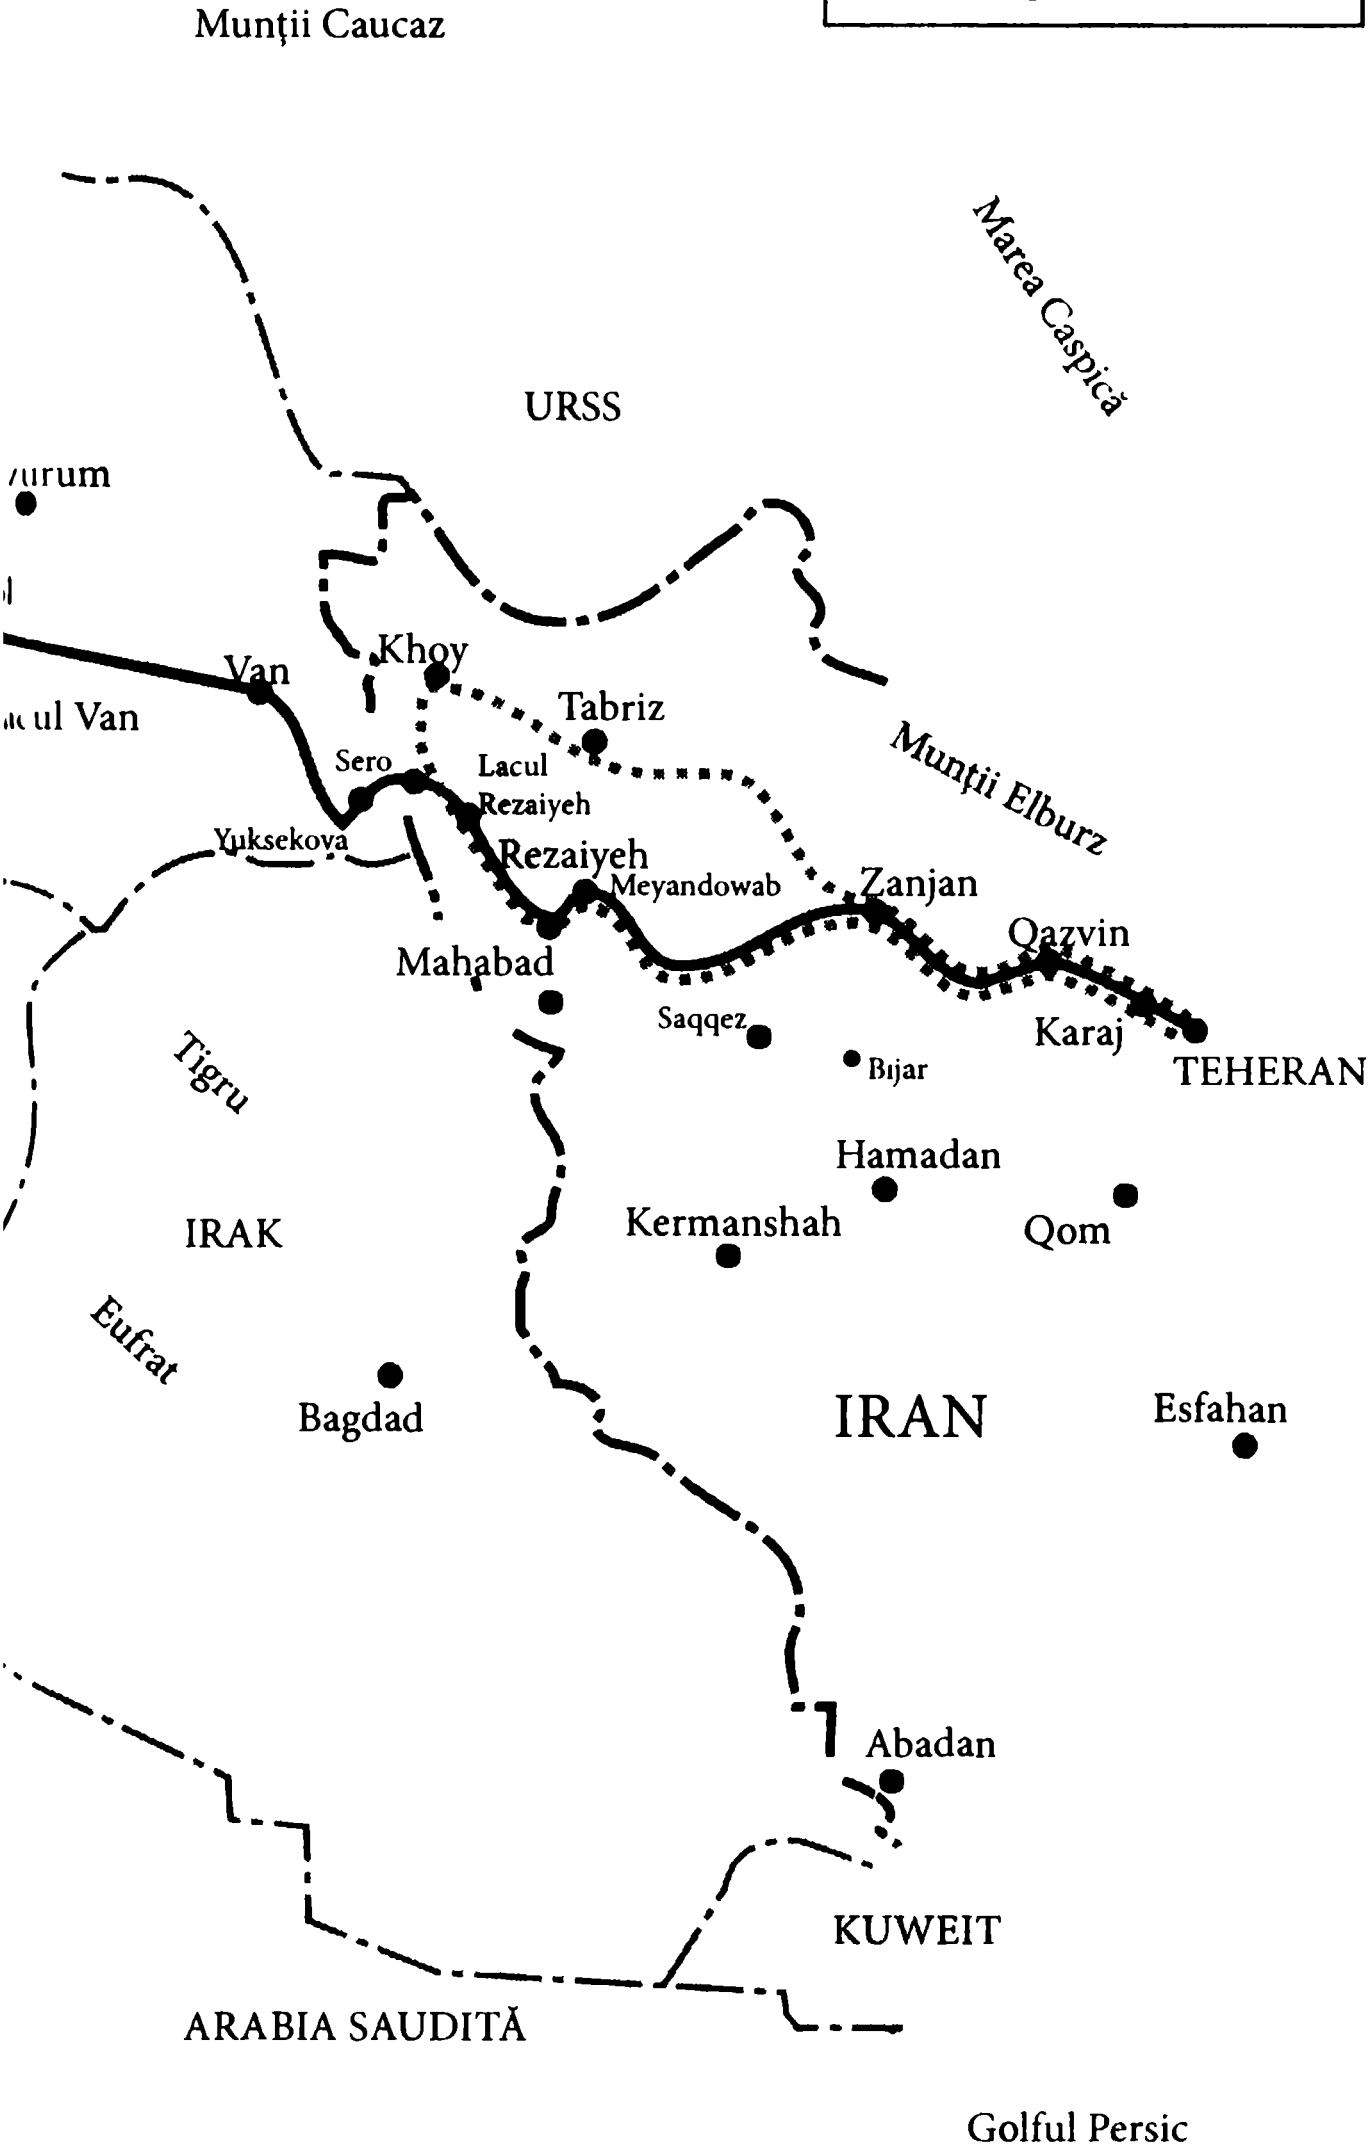 Munții Caucaz
Marea Caspică
URSS
Khoy
Van
Tabriz
ul Van
Munții Elburz
Sero
Lacul
Rezaiyeh
Yuksekova
Rezaiyeh
Meyandowab
Zanjan
Qazvin
Mahabad
Saqqez
Karaj
Bijar
TEHERAN
Tigru
Hamadan
Kermanshah
Qom
IRAK
Eufrat
Bagdad
IRAN
Esfahan
Abadan
KUWEIT
ARABIA SAUDITĂ
Golful Persic